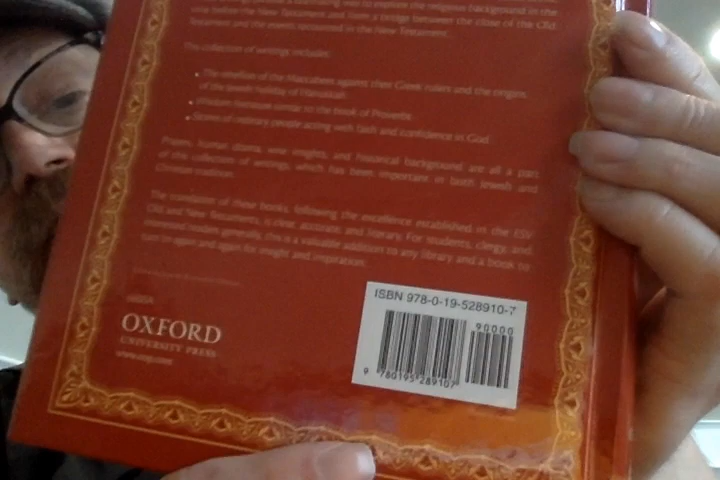 vide before the New Testament and forms a bridge between the close of the Old
Testament and the events recounted in the New Testament.
This collection of writings includes:
• The rebellion of the Maccabees against their Greek rulers and the origins
of the Jewish holiday of Hanukkah
• Wisdom literature similar to the book of Proverbs
• Stories of ordinary people acting with faith and confidence in God
Poems, human drama, wise insights, and historical background are all a part
of this collection of writings, which has been important in both Jewish and
Christian tradition.
The translation of these books, following the excellence established in the ESV
Old and New Testaments, is clear, accurate, and literary. For students, clergy, and
interested readers generally, this is a valuable addition to any library and a book to
turn to again and again for insight and inspiration.
OXFORD
UNIVERSITY PRESS
www.oup.com
ISBN 978-0-19-528910-7
90000
9 780195 289107